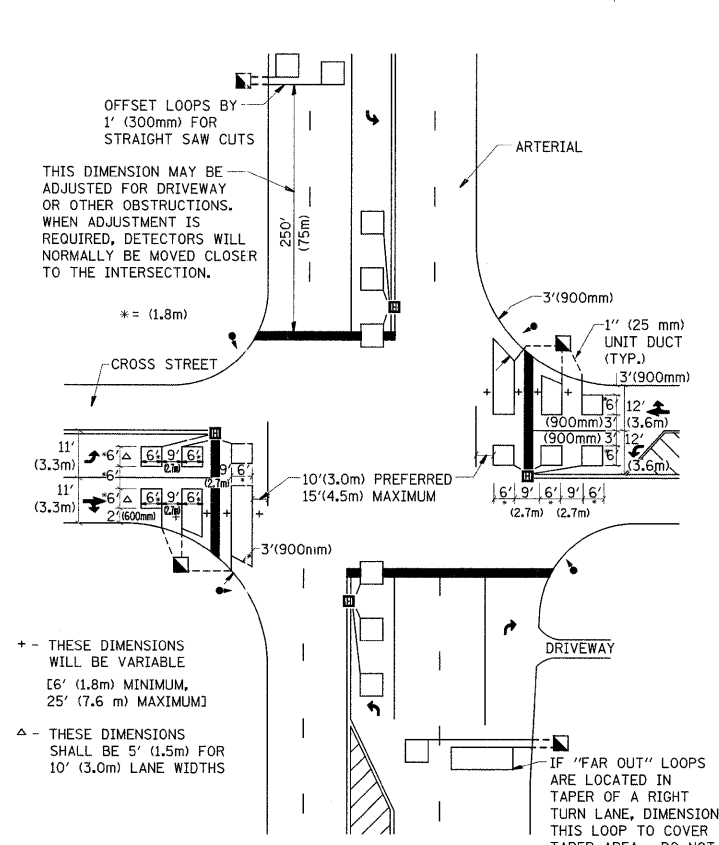 OFFSET LOOPS BY
1' (300mm) FOR
STRAIGHT SAW CUTS
ARTERIAL
THIS DIMENSION MAY BE
ADJUSTED FOR DRIVEWAY
OR OTHER OBSTRUCTIONS.
WHEN ADJUSTMENT IS
REQUIRED, DETECTORS WILL
NORMALLY BE MOVED CLOSER
TO THE INTERSECTION.
250'
(75m)
* = (1.8m)
3'(900mm)
1" (25 mm)
UNIT DUCT
(TYP.)
CROSS STREET
3'(900mm)
*6' 12'
(900mm) 3' (3.6m)
(900mm) 3' 12'
*6' (3.6m)
11'
(3.3m)
*6' △ 6' 9' 6'
*
(2.7m)
9' 6'
(2.7m) *
*6'
11'
(3.3m)
*6' △ 6' 9' 6'
*
(2.7m)
2' (600mm)
10'(3.0m) PREFERRED
15'(4.5m) MAXIMUM
6' 9' 6' 9' 6'
* (2.7m) * (2.7m) *
3'(900mm)
+ - THESE DIMENSIONS
WILL BE VARIABLE
[6' (1.8m) MINIMUM,
25' (7.6 m) MAXIMUM]
DRIVEWAY
△ - THESE DIMENSIONS
SHALL BE 5' (1.5m) FOR
10' (3.0m) LANE WIDTHS
IF "FAR OUT" LOOPS
ARE LOCATED IN
TAPER OF A RIGHT
TURN LANE, DIMENSION
THIS LOOP TO COVER
TAPER AREA. DO NOT